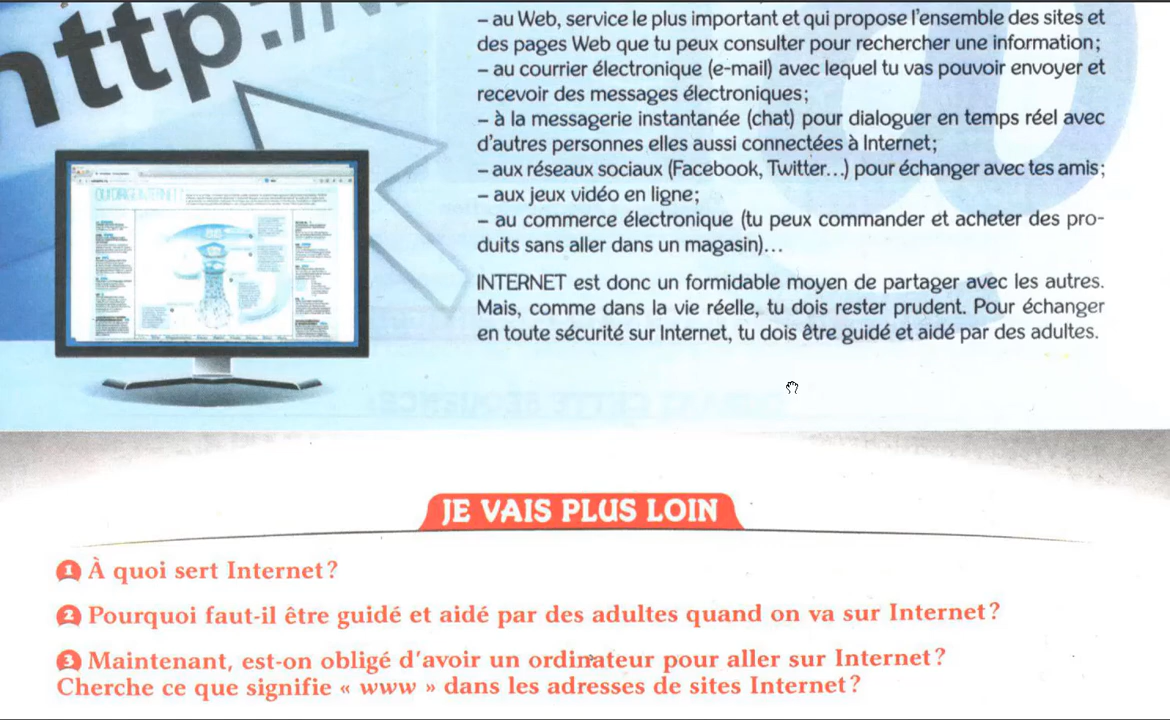 http://
– au Web, service le plus important et qui propose l'ensemble des sites et
des pages Web que tu peux consulter pour rechercher une information;
– au courrier électronique (e-mail) avec lequel tu vas pouvoir envoyer et
recevoir des messages électroniques;
– à la messagerie instantanée (chat) pour dialoguer en temps réel avec
d'autres personnes elles aussi connectées à Internet;
– aux réseaux sociaux (Facebook, Twitter...) pour échanger avec tes amis;
– aux jeux vidéo en ligne;
– au commerce électronique (tu peux commander et acheter des pro-
duits sans aller dans un magasin)...
INTERNET est donc un formidable moyen de partager avec les autres.
Mais, comme dans la vie réelle, tu dois rester prudent. Pour échanger
en toute sécurité sur Internet, tu dois être guidé et aidé par des adultes.
JE VAIS PLUS LOIN
1 À quoi sert Internet?
2 Pourquoi faut-il être guidé et aidé par des adultes quand on va sur Internet?
3 Maintenant, est-on obligé d'avoir un ordinateur pour aller sur Internet?
Cherche ce que signifie « www » dans les adresses de sites Internet?